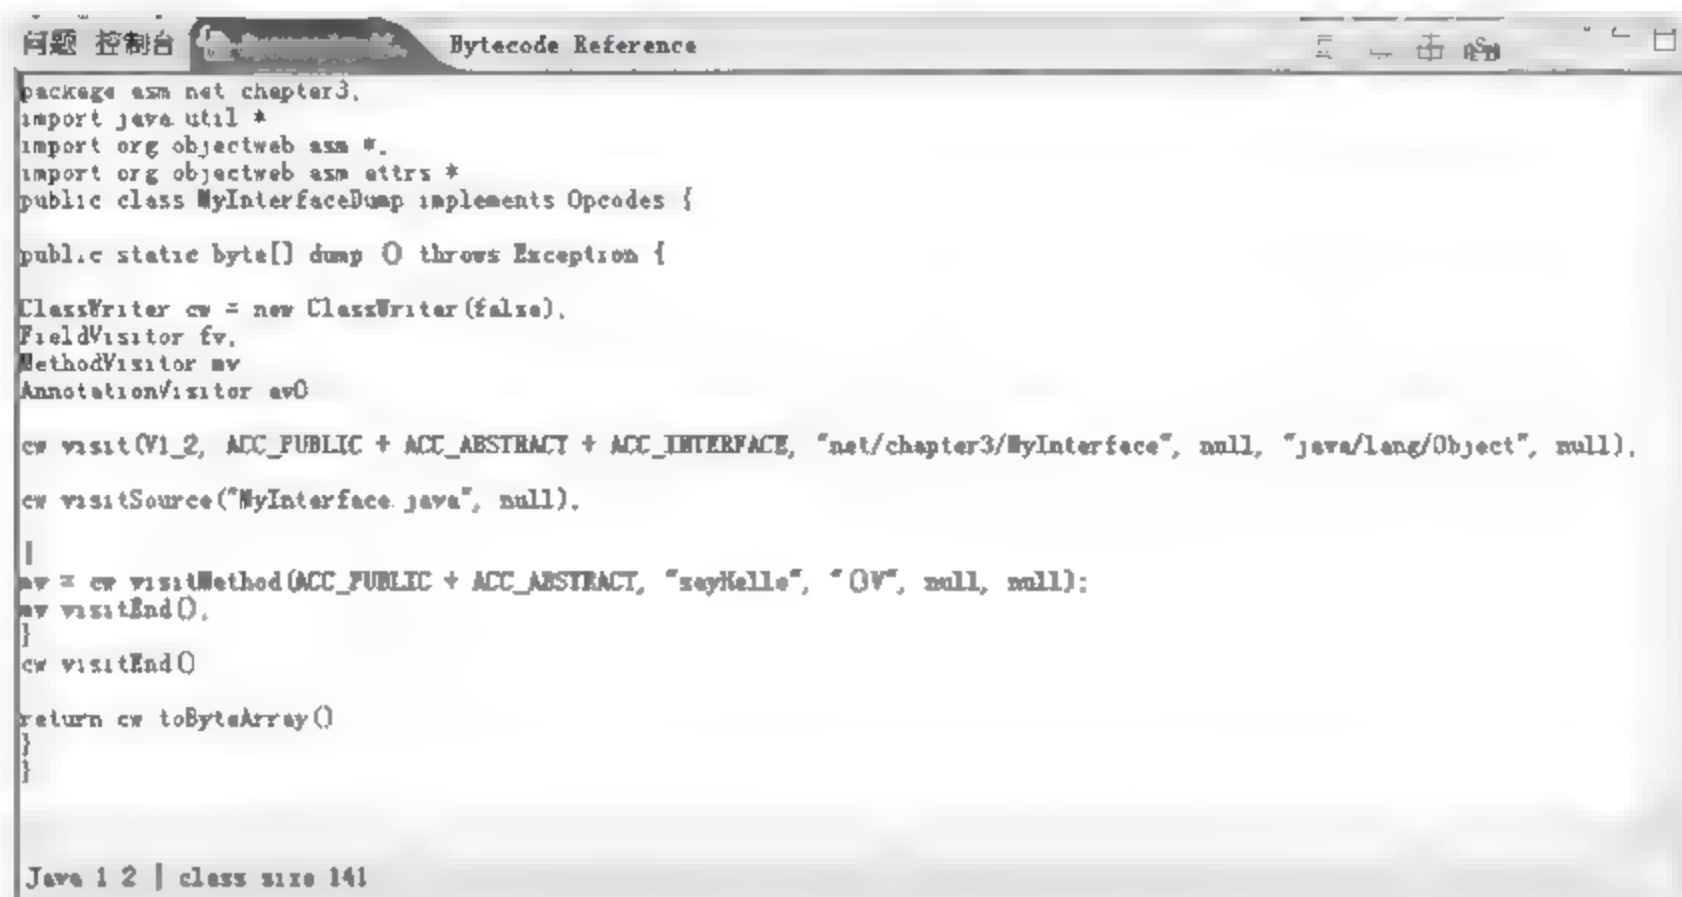 问题 控制台 Bytecode Reference
package asm net chapter3,
import java util *
import org objectweb asm *,
import org objectweb asm attrs *
public class MyInterfaceDump implements Opcodes {
public static byte[] dump () throws Exception {
ClassWriter cw = new ClassWriter(false),
FieldVisitor fv,
MethodVisitor mv
AnnotationVisitor av0
cw visit(V1_2, ACC_PUBLIC + ACC_ABSTRACT + ACC_INTERFACE, "net/chapter3/MyInterface", null, "java/lang/Object", null),
cw visitSource("MyInterface java", null),
{
mv = cw visitMethod(ACC_PUBLIC + ACC_ABSTRACT, "sayHello", "()V", null, null);
mv visitEnd(),
}
cw visitEnd()
return cw toByteArray()
}
}
Java 1 2 | class size 141